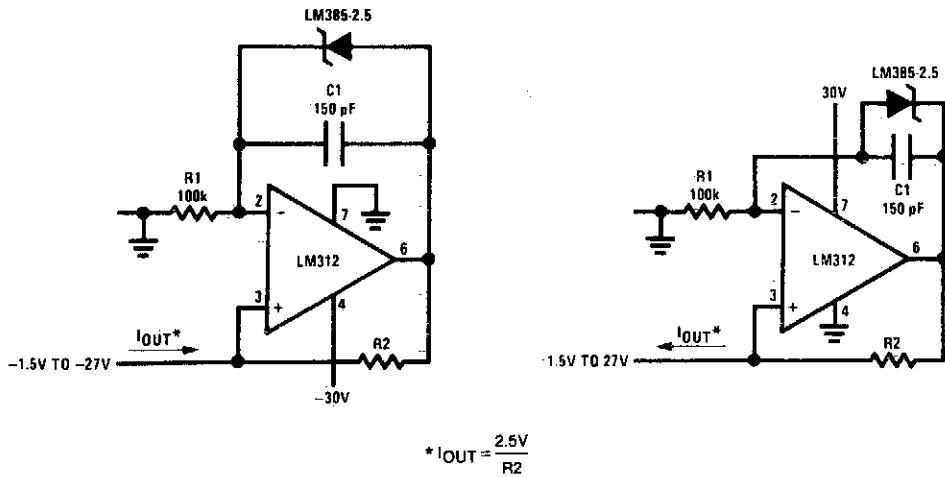 LM385-2.5
C1
150 pF
R1
100k
2
−
7
LM312
6
3
+
4
IOUT*
−1.5V TO −27V
R2
−30V
LM385-2.5
30V
C1
150 pF
R1
100k
2
−
7
LM312
6
3
+
4
IOUT*
1.5V TO 27V
R2
* IOUT = 2.5V
R2